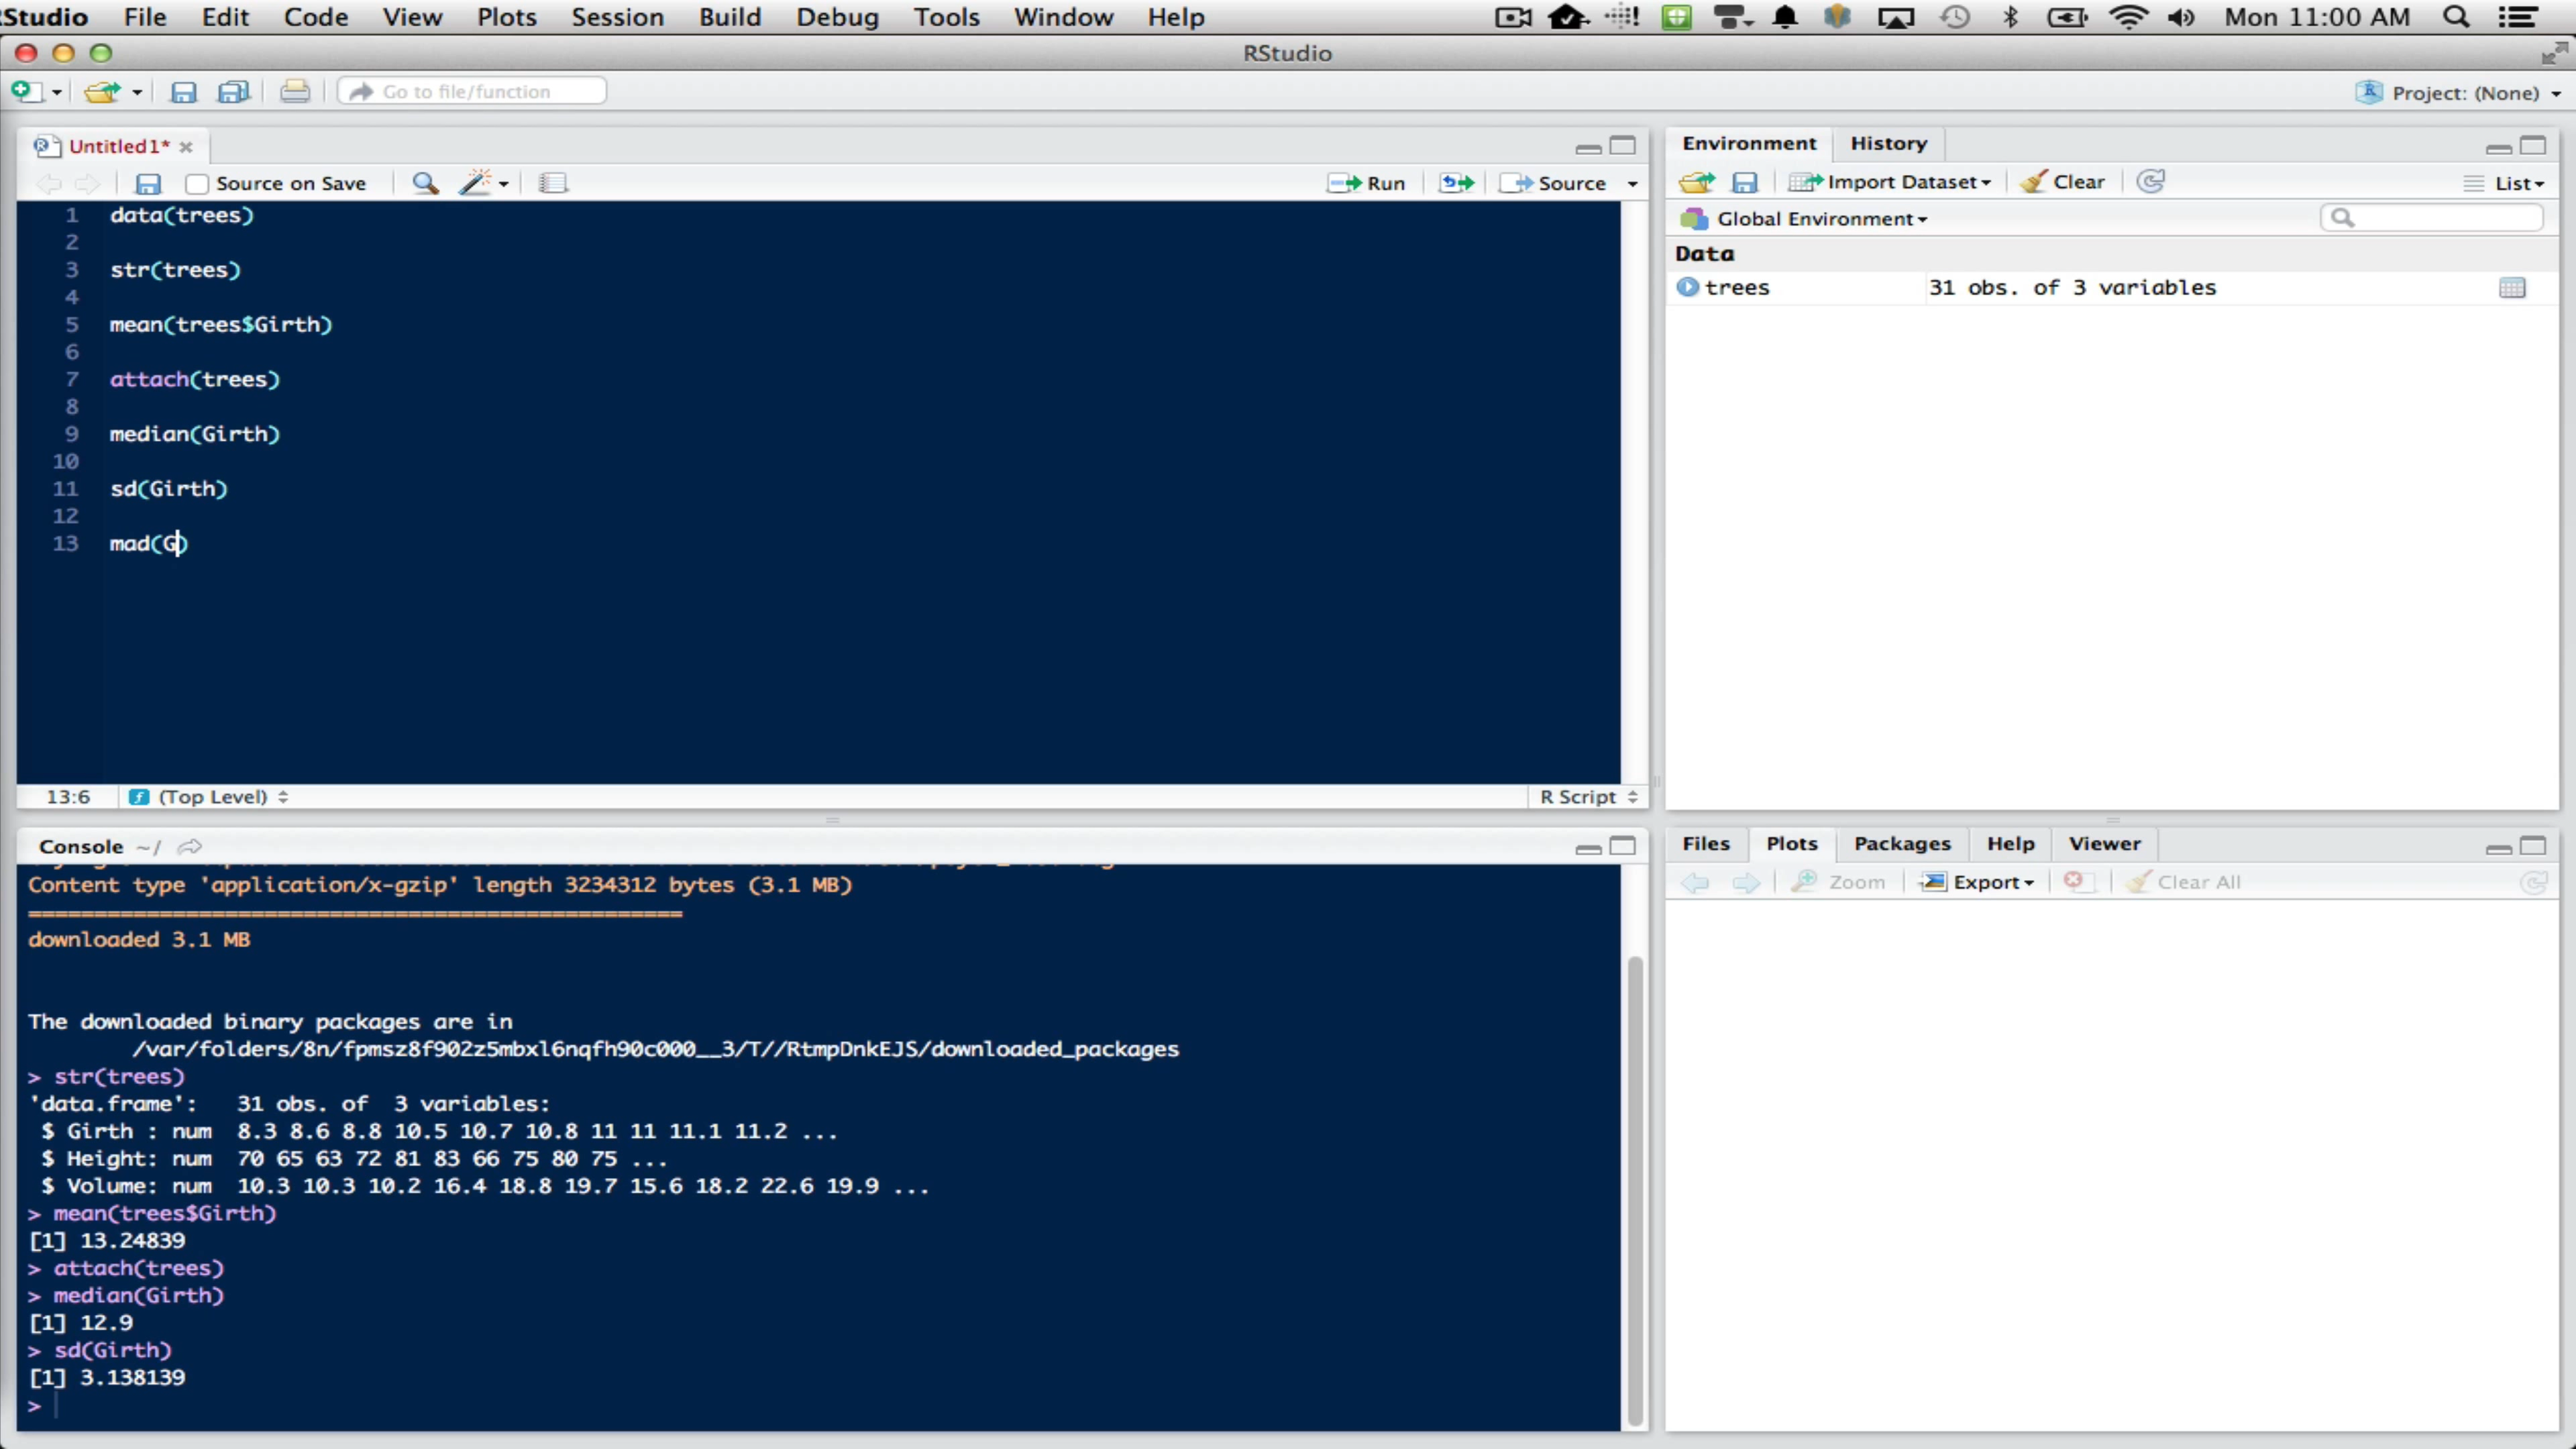 RStudio File Edit Code View Plots Session Build Debug Tools Window Help Mon 11:00 AM
RStudio
Go to file/function Project: (None)
Untitled1*
Source on Save Run Source
1 data(trees)
2
3 str(trees)
4
5 mean(trees$Girth)
6
7 attach(trees)
8
9 median(Girth)
10
11 sd(Girth)
12
13 mad(G)
13:6 (Top Level) R Script
Console ~/
Content type 'application/x-gzip' length 3234312 bytes (3.1 MB)
==================================================
downloaded 3.1 MB
The downloaded binary packages are in
/var/folders/8n/fpmsz8f902z5mbxl6nqfh90c000__3/T//RtmpDnkEJS/downloaded_packages
> str(trees)
'data.frame': 31 obs. of 3 variables:
$ Girth : num 8.3 8.6 8.8 10.5 10.7 10.8 11 11 11.1 11.2 ...
$ Height: num 70 65 63 72 81 83 66 75 80 75 ...
$ Volume: num 10.3 10.3 10.2 16.4 18.8 19.7 15.6 18.2 22.6 19.9 ...
> mean(trees$Girth)
[1] 13.24839
> attach(trees)
> median(Girth)
[1] 12.9
> sd(Girth)
[1] 3.138139
>
Environment History
Import Dataset Clear List
Global Environment
Data
trees 31 obs. of 3 variables
Files Plots Packages Help Viewer
Zoom Export Clear All